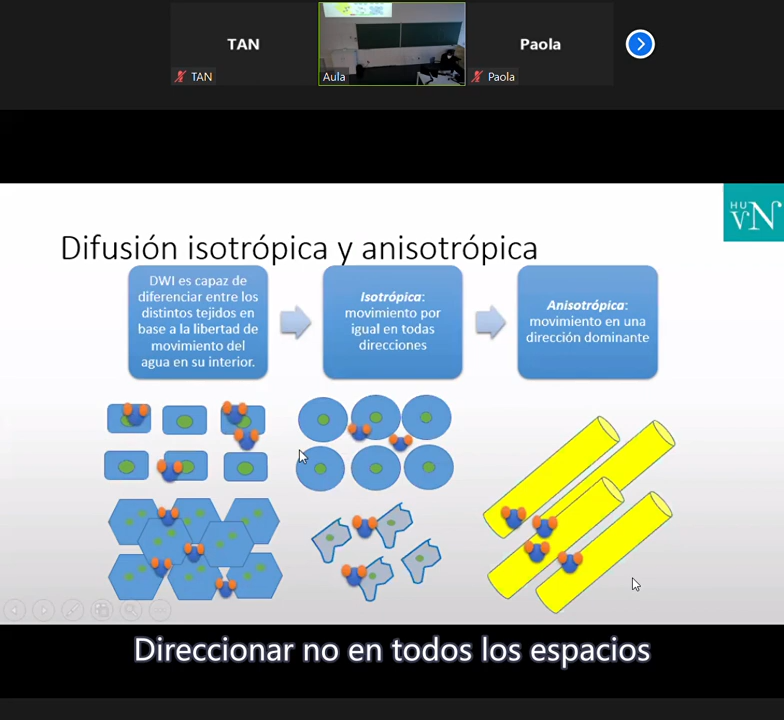 TAN
Paola
TAN
Aula
Paola
HU
VN
Difusión isotrópica y anisotrópica
DWI es capaz de
diferenciar entre los
distintos tejidos en
base a la libertad de
movimiento del
agua en su interior.
Isotrópica:
movimiento por
igual en todas
direcciones
Anisotrópica:
movimiento en una
dirección dominante
Direccionar no en todos los espacios